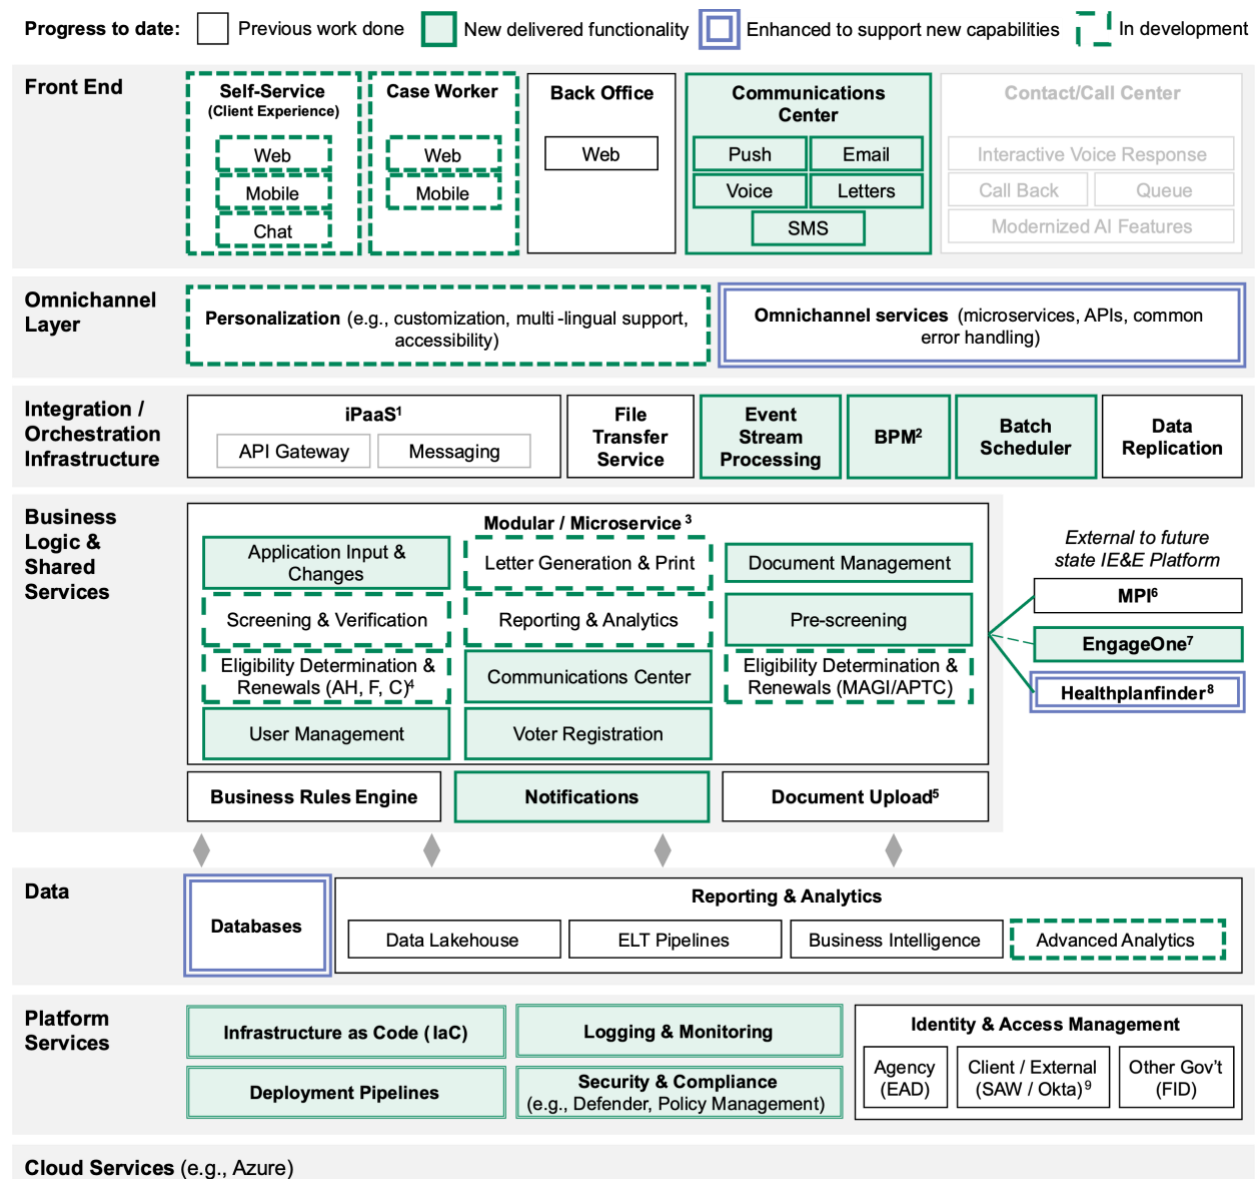 Progress to date: Previous work done New delivered functionality Enhanced to support new capabilities In development
Front End
Self-Service
(Client Experience)
Web
Mobile
Chat
Case Worker
Web
Mobile
Back Office
Web
Communications
Center
Push Email
Voice Letters
SMS
Contact/Call Center
Interactive Voice Response
Call Back Queue
Modernized AI Features
Omnichannel
Layer
Personalization (e.g., customization, multi-lingual support,
accessibility)
Omnichannel services (microservices, APIs, common
error handling)
Integration /
Orchestration
Infrastructure
iPaaS¹
API Gateway Messaging
File
Transfer
Service
Event
Stream
Processing
BPM²
Batch
Scheduler
Data
Replication
Business
Logic &
Shared
Services
Modular / Microservice ³
Application Input &
Changes
Letter Generation & Print
Document Management
Screening & Verification
Reporting & Analytics
Pre-screening
Eligibility Determination &
Renewals (AH, F, C)⁴
Communications Center
Eligibility Determination &
Renewals (MAGI/APTC)
User Management
Voter Registration
Business Rules Engine
Notifications
Document Upload⁵
External to future
state IE&E Platform
MPI⁶
EngageOne⁷
Healthplanfinder⁸
Data
Databases
Reporting & Analytics
Data Lakehouse ELT Pipelines Business Intelligence Advanced Analytics
Platform
Services
Infrastructure as Code (IaC)
Logging & Monitoring
Deployment Pipelines
Security & Compliance
(e.g., Defender, Policy Management)
Identity & Access Management
Agency
(EAD)
Client / External
(SAW / Okta)⁹
Other Gov't
(FID)
Cloud Services (e.g., Azure)